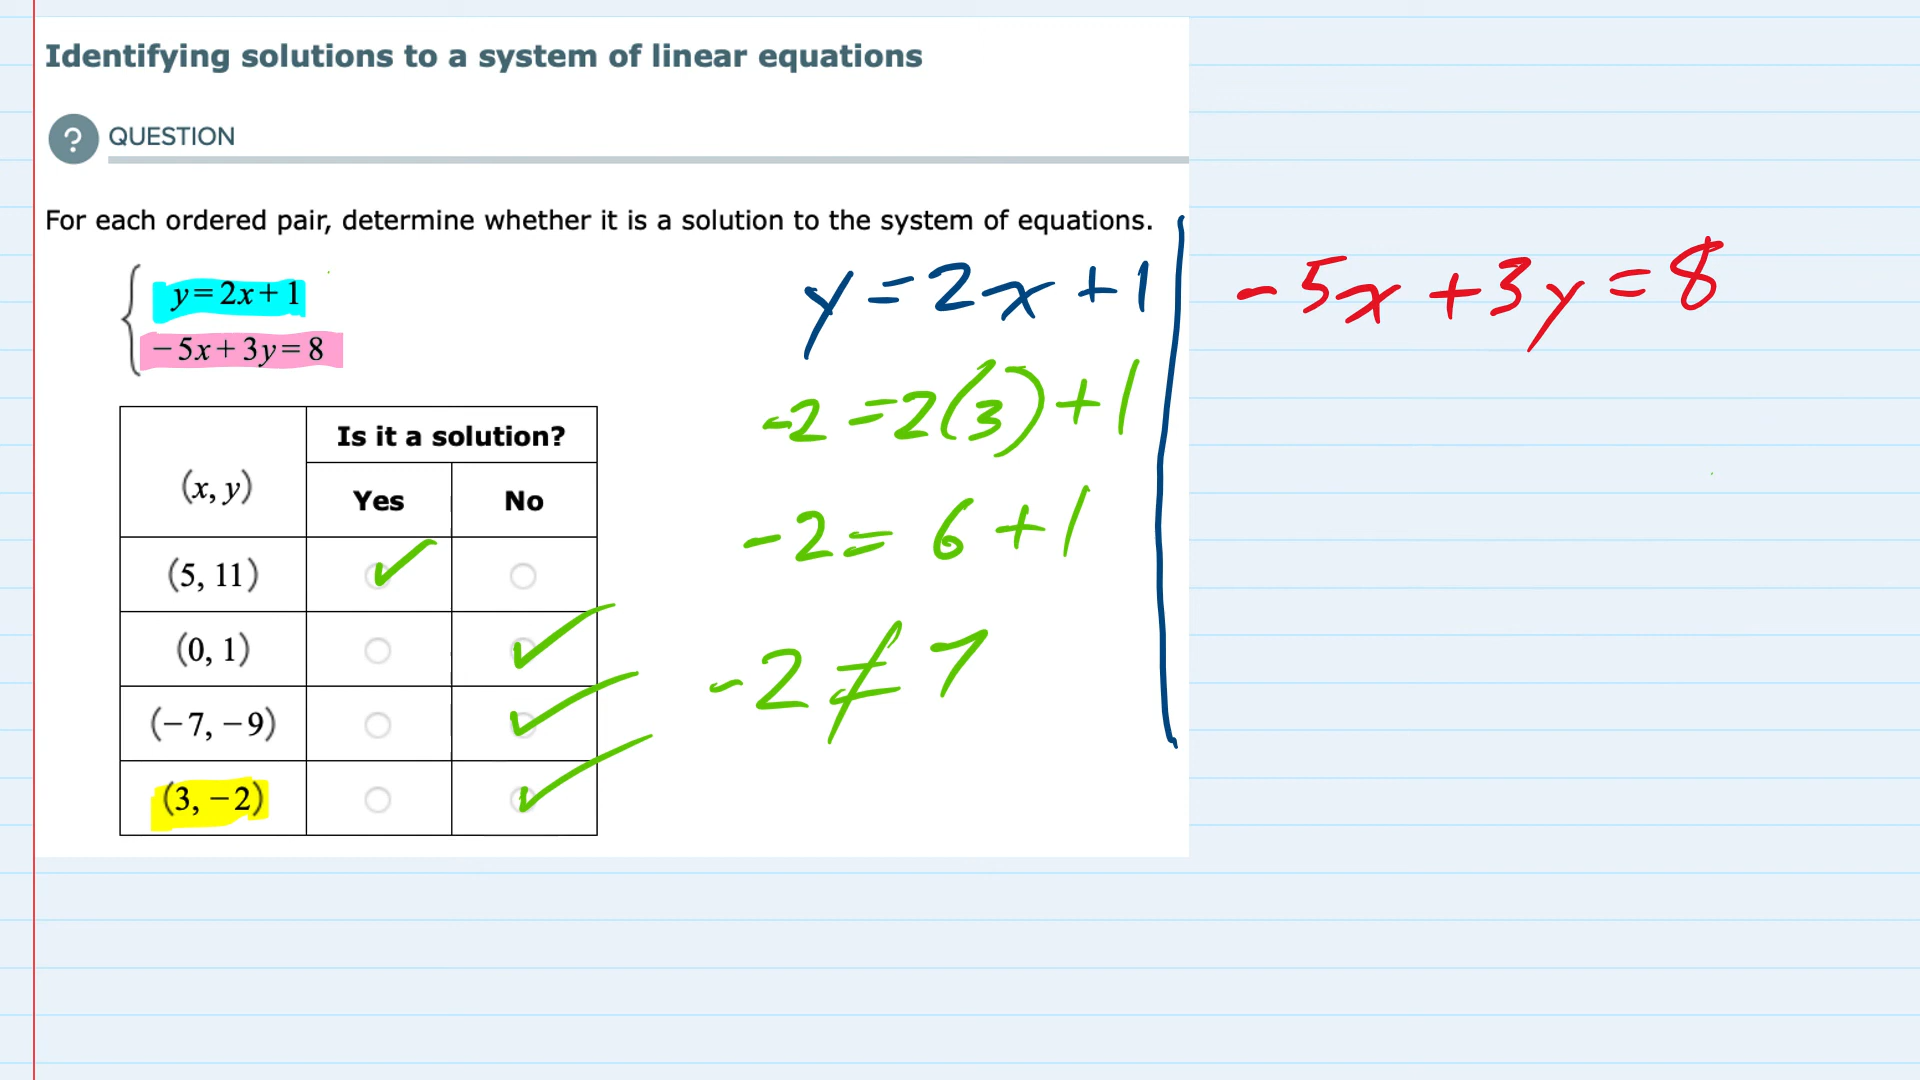 Identifying solutions to a system of linear equations
? QUESTION
For each ordered pair, determine whether it is a solution to the system of equations.
y = 2x + 1
− 5x + 3y = 8
(x, y)
Is it a solution?
Yes No
(5, 11) ✓
(0, 1) ✓
(−7, −9) ✓
(3, −2) ✓
y = 2x + 1
-2 = 2(3) + 1
-2 = 6 + 1
-2 ≠ 7
-5x + 3y = 8